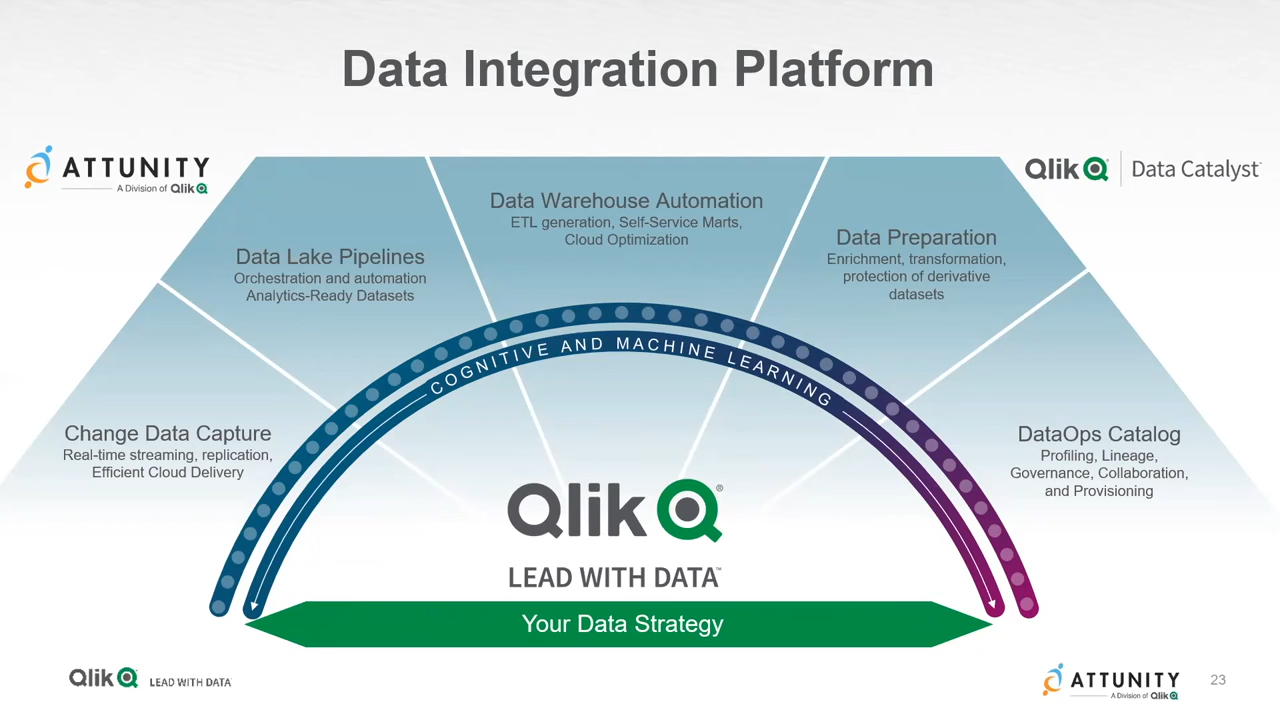 Data Integration Platform
ATTUNITY
A Division of Qlik
Qlik Data Catalyst
Data Warehouse Automation
ETL generation, Self-Service Marts,
Cloud Optimization
Data Lake Pipelines
Orchestration and automation
Analytics-Ready Datasets
Data Preparation
Enrichment, transformation,
protection of derivative
datasets
COGNITIVE AND MACHINE LEARNING
Change Data Capture
Real-time streaming, replication,
Efficient Cloud Delivery
DataOps Catalog
Profiling, Lineage,
Governance, Collaboration,
and Provisioning
Qlik®
LEAD WITH DATA™
Your Data Strategy
Qlik LEAD WITH DATA
ATTUNITY
A Division of Qlik
23